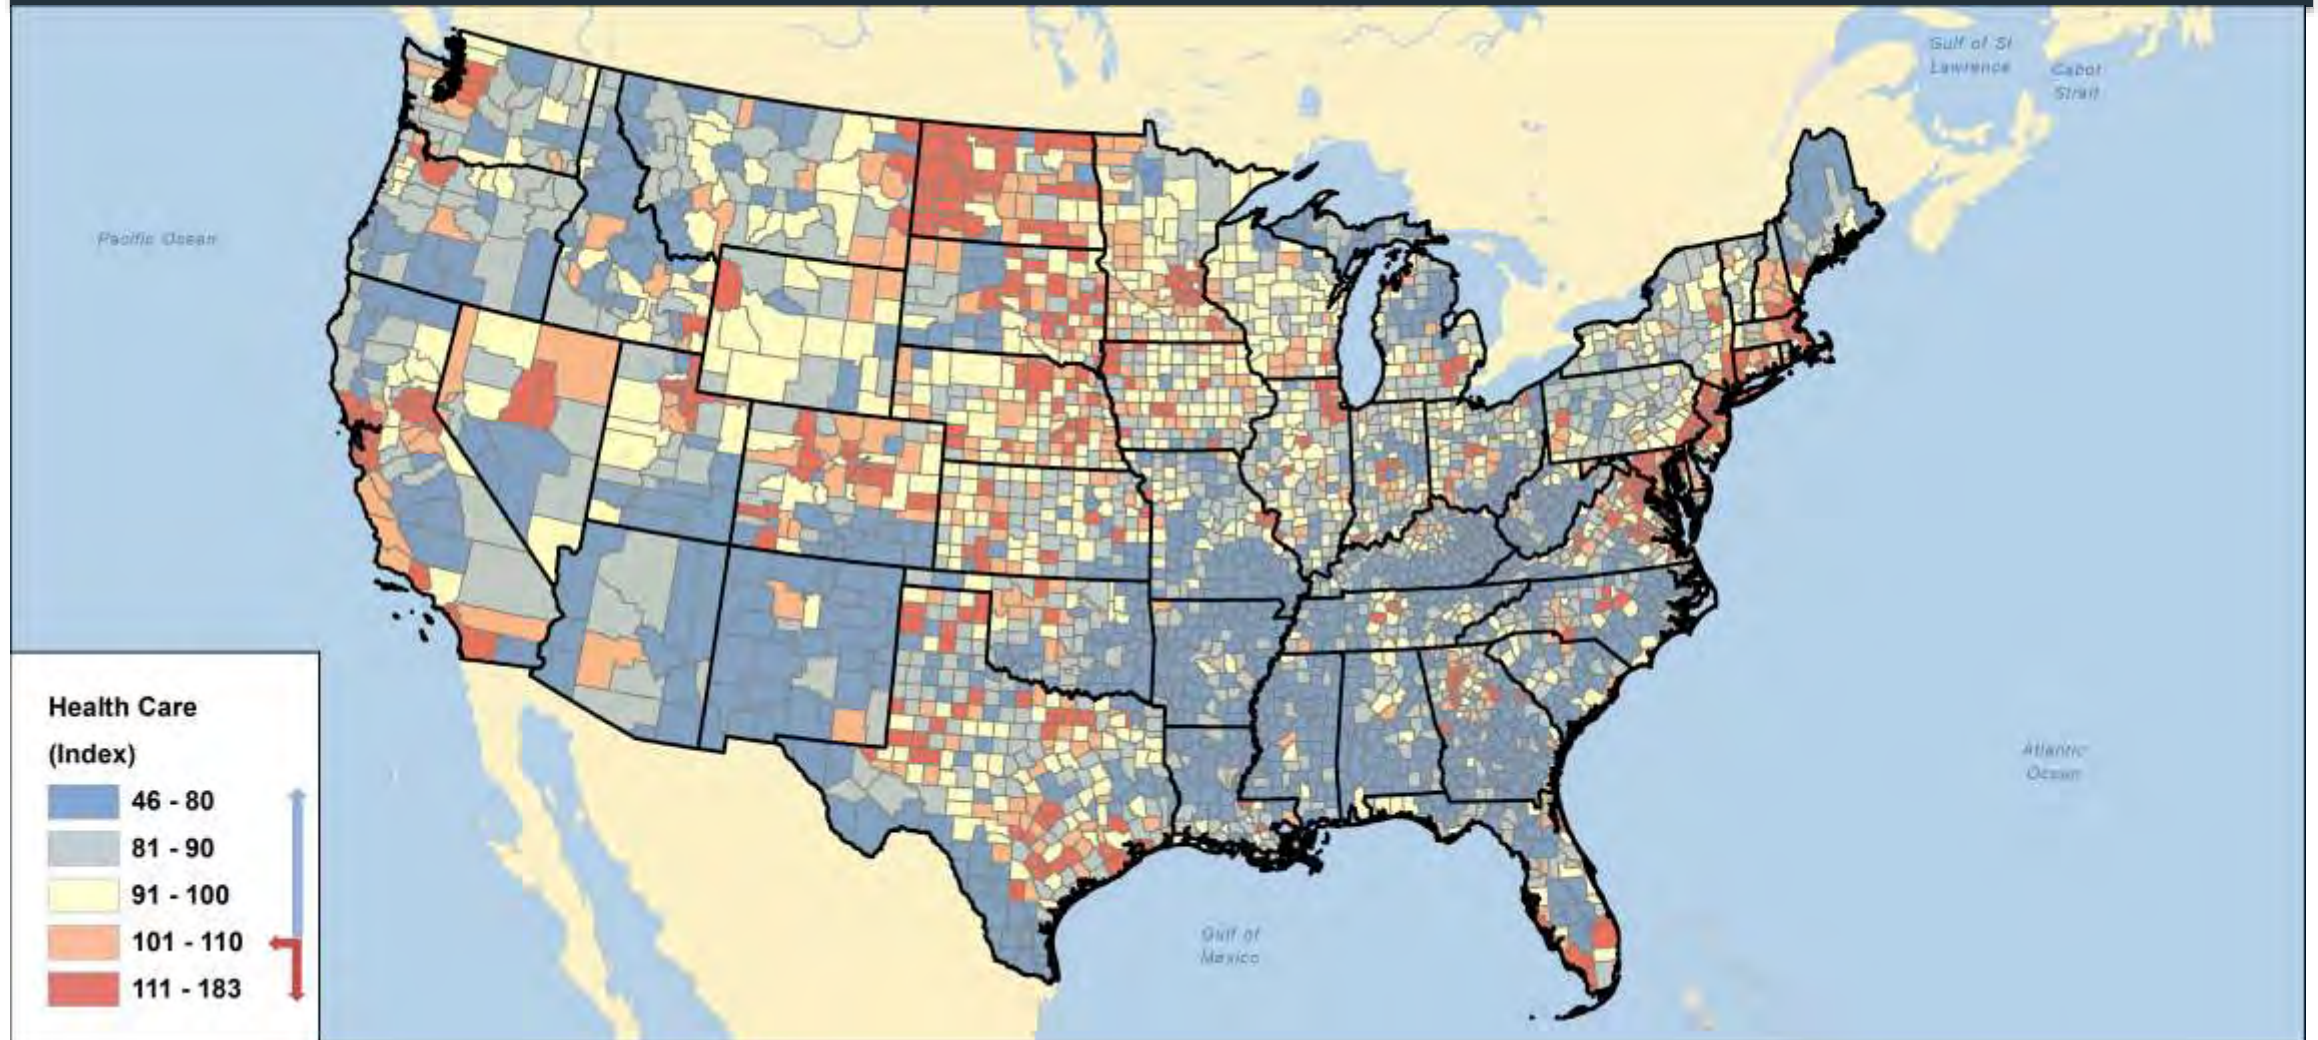 Gulf of St
Lawrence
Cabot
Strait
Pacific Ocean
Health Care
(Index)
46 - 80
81 - 90
91 - 100
101 - 110
111 - 183
Atlantic
Ocean
Gulf of
Mexico